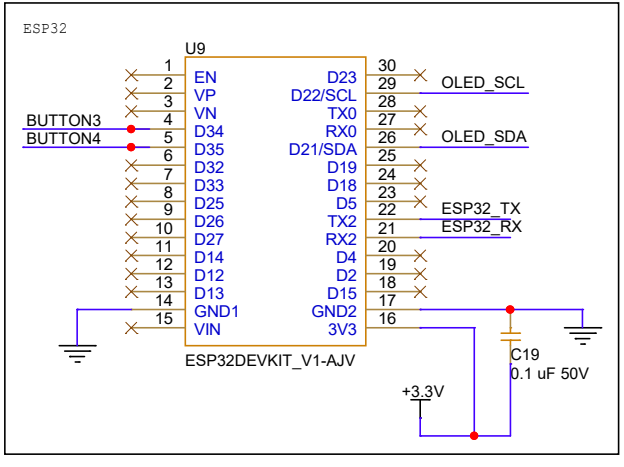 ESP32
U9
1 EN D23 30
2 VP D22/SCL 29 OLED_SCL
3 VN TX0 28
BUTTON3 4 D34 RX0 27
BUTTON4 5 D35 D21/SDA 26 OLED_SDA
6 D32 D19 25
7 D33 D18 24
8 D25 D5 23
9 D26 TX2 22 ESP32_TX
10 D27 RX2 21 ESP32_RX
11 D14 D4 20
12 D12 D2 19
13 D13 D15 18
14 GND1 GND2 17
15 VIN 3V3 16
ESP32DEVKIT_V1-AJV
C19
0.1 uF 50V
+3.3V